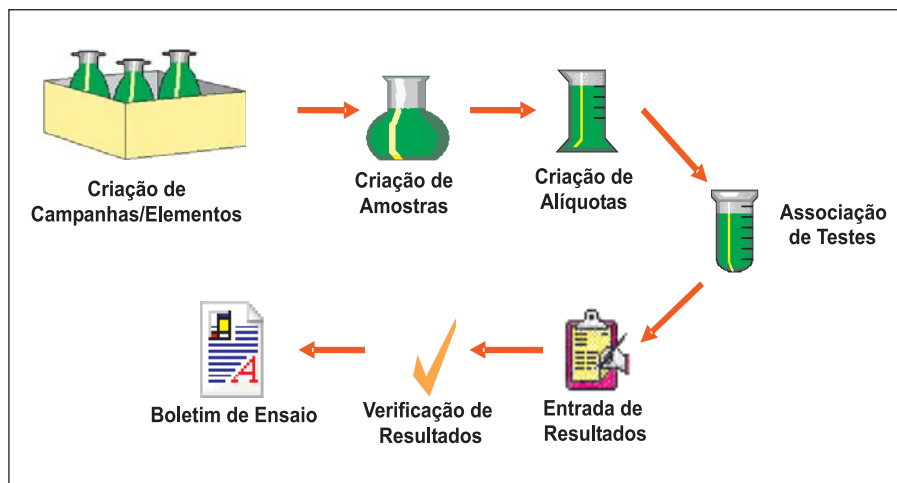 Criação de
Campanhas/Elementos
Criação de
Amostras
Criação de
Alíquotas
Associação
de Testes
Entrada de
Resultados
Verificação de
Resultados
Boletim de Ensaio